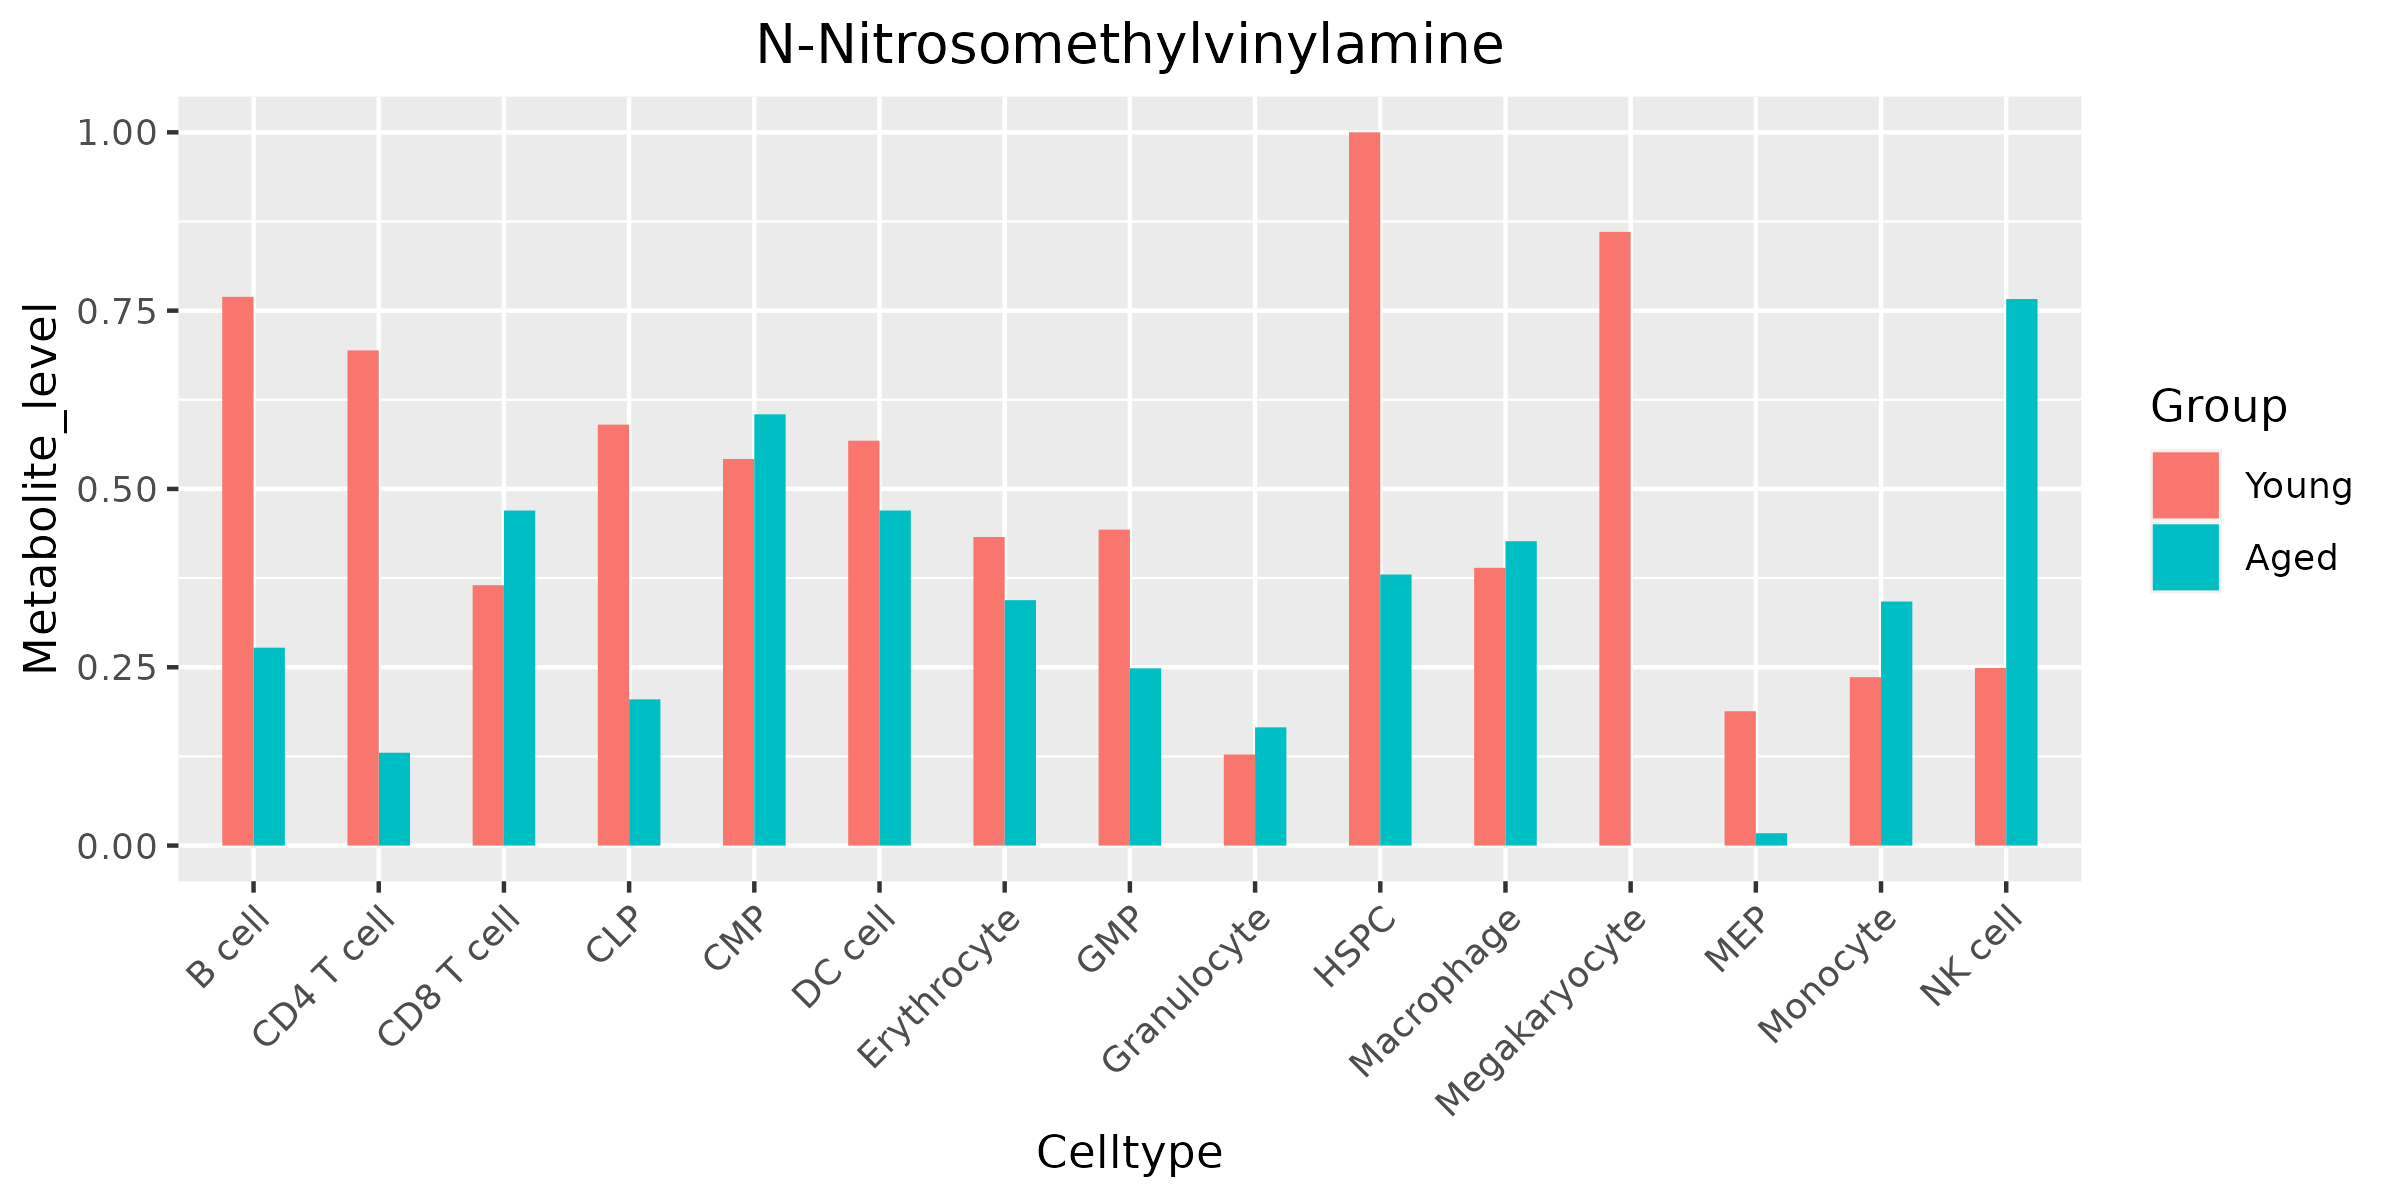 N-Nitrosomethylvinylamine
Metabolite_level
1.00
0.75
0.50
0.25
0.00
B cell
CD4 T cell
CD8 T cell
CLP
CMP
DC cell
Erythrocyte
GMP
Granulocyte
HSPC
Macrophage
Megakaryocyte
MEP
Monocyte
NK cell
Celltype
Group
Young
Aged